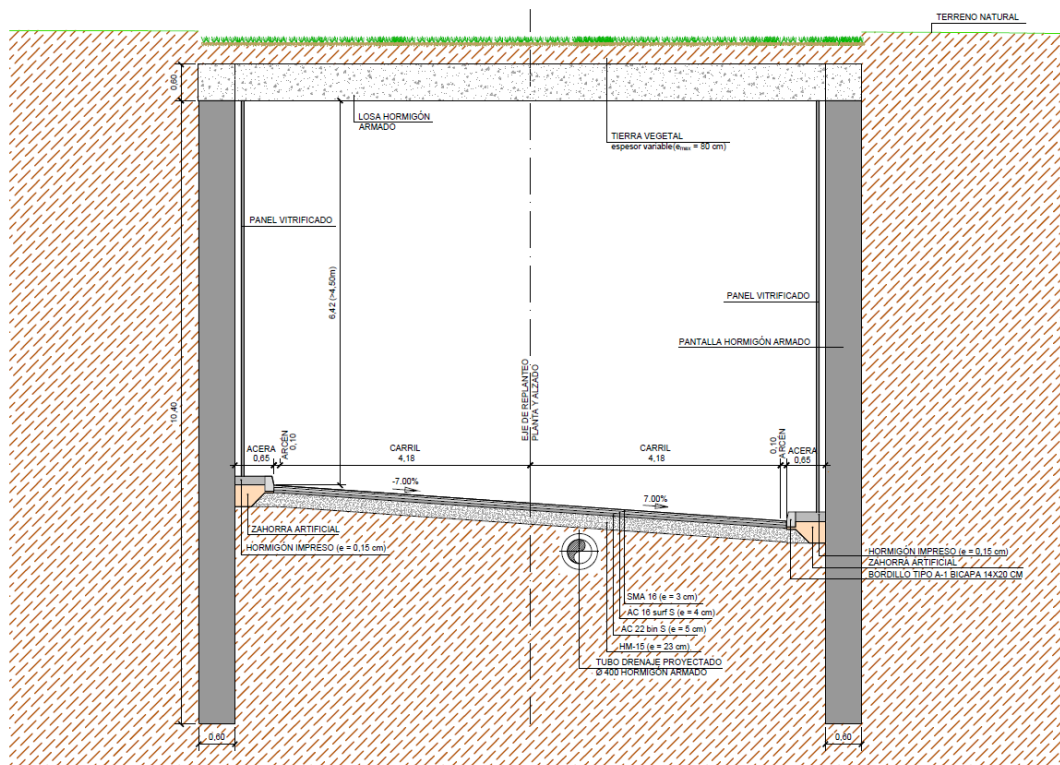 TERRENO NATURAL
0,60
LOSA HORMIGÓN
ARMADO
TIERRA VEGETAL
espesor variable(emax = 80 cm)
PANEL VITRIFICADO
6,42 (>4,50m)
PANEL VITRIFICADO
PANTALLA HORMIGÓN ARMADO
EJE DE REPLANTEO
PLANTA Y ALZADO
10,40
ACERA
0,65
ARCÉN
0,10
CARRIL
4,18
CARRIL
4,18
0,10
ARCÉN
ACERA
0,65
-7.00%
7.00%
ZAHORRA ARTIFICIAL
HORMIGÓN IMPRESO (e = 0,15 cm)
HORMIGÓN IMPRESO (e = 0,15 cm)
ZAHORRA ARTIFICIAL
BORDILLO TIPO A-1 BICAPA 14X20 CM
SMA 16 (e = 3 cm)
AC 16 surf S (e = 4 cm)
AC 22 bin S (e = 5 cm)
HM-15 (e = 23 cm)
TUBO DRENAJE PROYECTADO
Ø 400 HORMIGÓN ARMADO
0,60
0,60